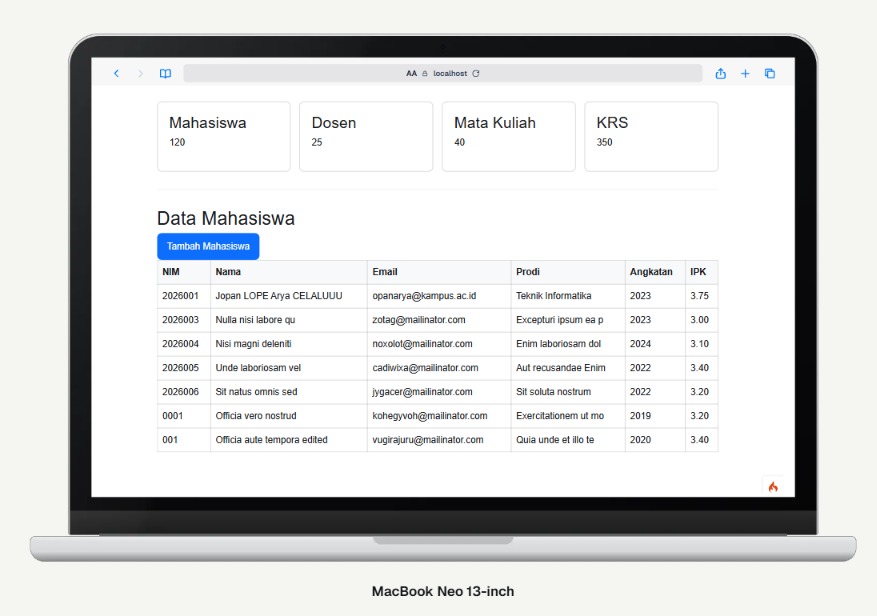 AA localhost
Mahasiswa Dosen Mata Kuliah KRS
120 25 40 350
Data Mahasiswa
Tambah Mahasiswa
NIM Nama Email Prodi Angkatan IPK
2026001 Jopan LOPE Arya CELALUUU opanarya@kampus.ac.id Teknik Informatika 2023 3.75
2026003 Nulla nisi labore qu zotag@mailinator.com Excepturi ipsum ea p 2023 3.00
2026004 Nisi magni deleniti noxolot@mailinator.com Enim laboriosam dol 2024 3.10
2026005 Unde laboriosam vel cadiwixa@mailinator.com Aut recusandae Enim 2022 3.40
2026006 Sit natus omnis sed jygacer@mailinator.com Sit soluta nostrum 2022 3.20
0001 Officia vero nostrud kohegyvoh@mailinator.com Exercitationem ut mo 2019 3.20
001 Officia aute tempora edited vugirajuru@mailinator.com Quia unde et illo te 2020 3.40
MacBook Neo 13-inch